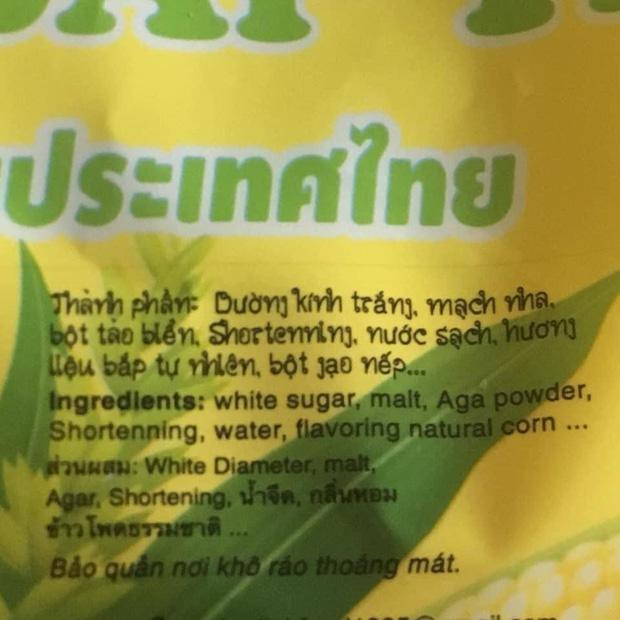 ประเทศไทย
Thành phần: Đường kính trắng, mạch nha,
bột tảo biển, Shortenning, nước sạch, hương
liệu bắp tự nhiên, bột gạo nếp...
Ingredients: white sugar, malt, Aga powder,
Shortenning, water, flavoring natural corn ...
ส่วนผสม: White Diameter, malt,
Agar, Shortening, น้ำจืด, กลิ่นหอม
ข้าวโพดธรรมชาติ ...
Bảo quản nơi khô ráo thoáng mát.